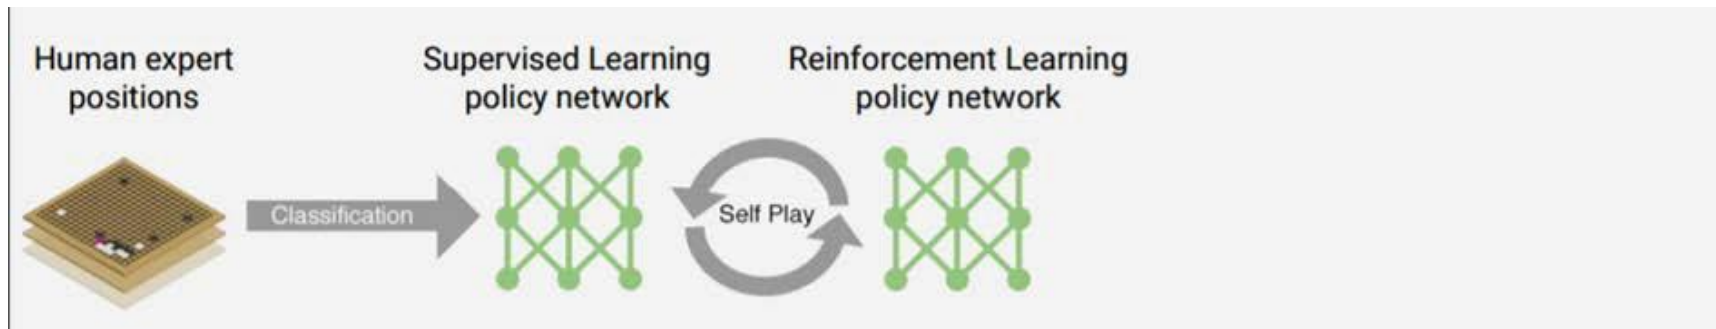 Human expert
positions
Supervised Learning
policy network
Reinforcement Learning
policy network
Classification
Self Play